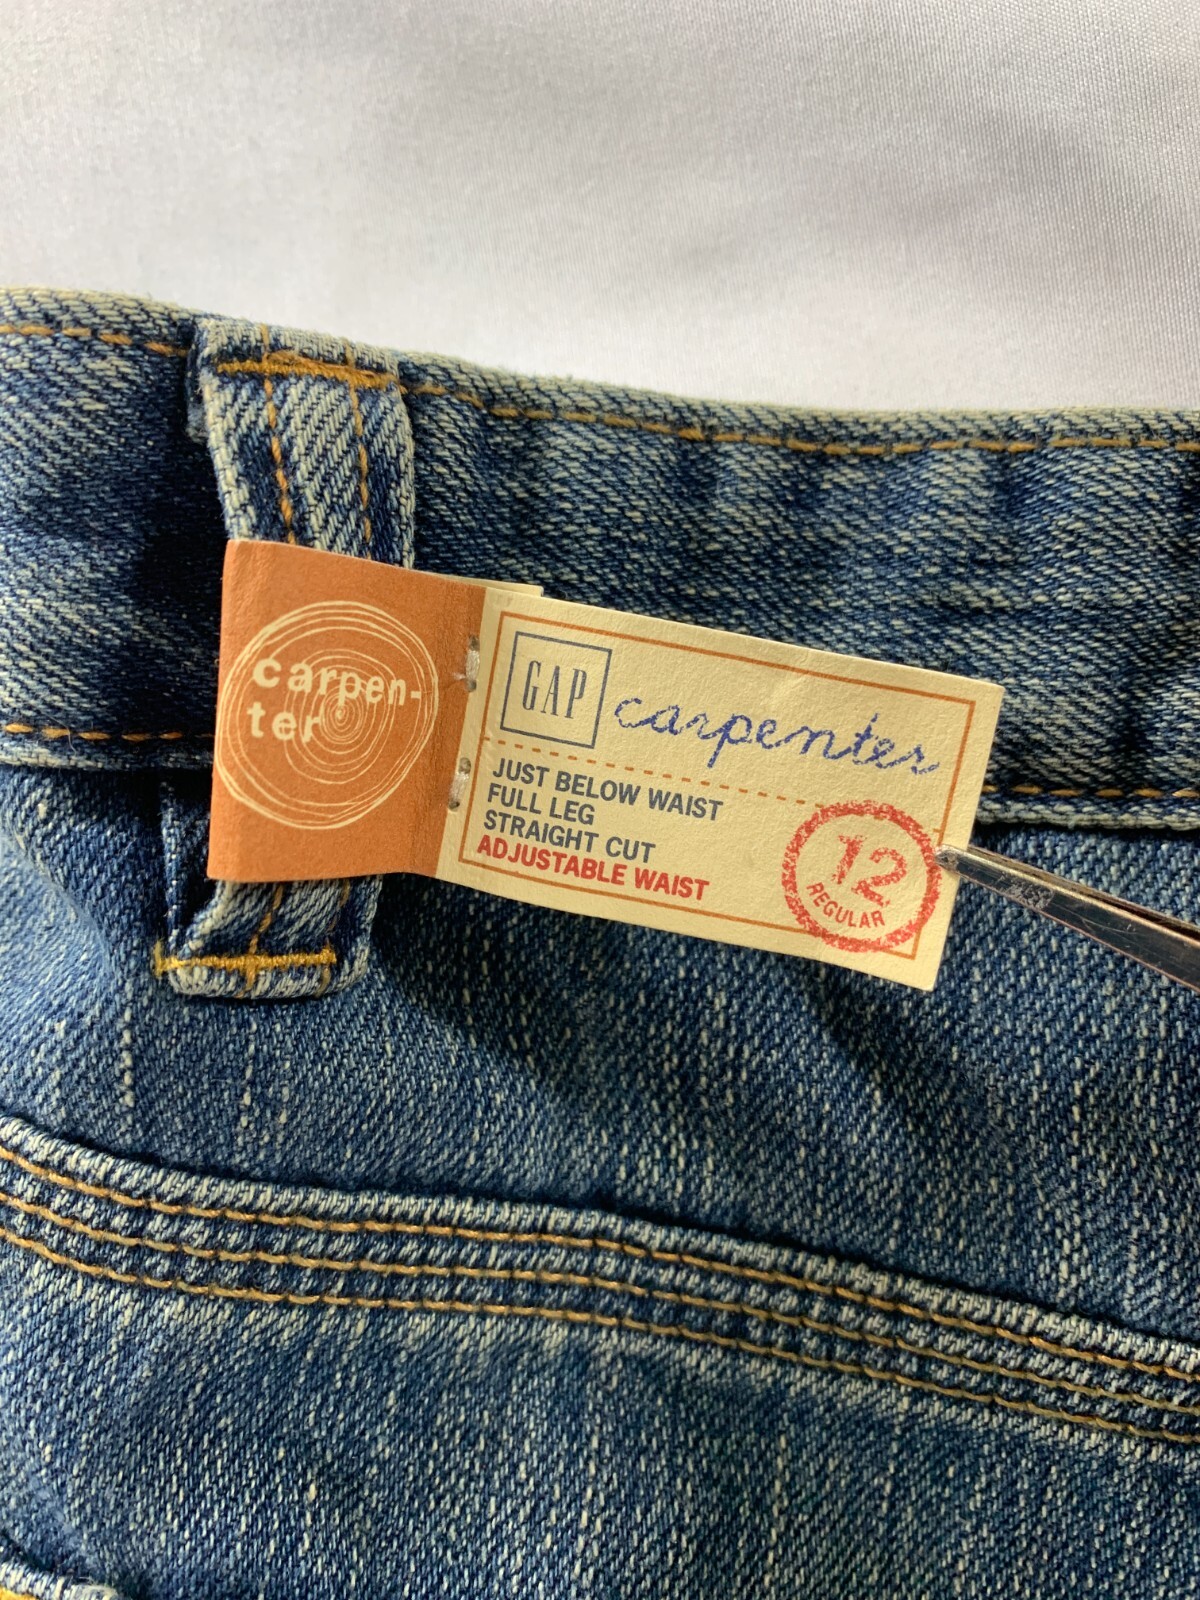 carpen-
ter
GAP carpenter
JUST BELOW WAIST
FULL LEG
STRAIGHT CUT
ADJUSTABLE WAIST
12
REGULAR